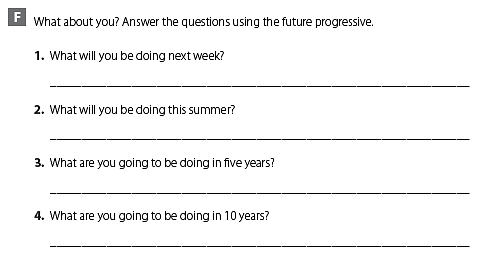 F What about you? Answer the questions using the future progressive.
1. What will you be doing next week?
2. What will you be doing this summer?
3. What are you going to be doing in five years?
4. What are you going to be doing in 10 years?